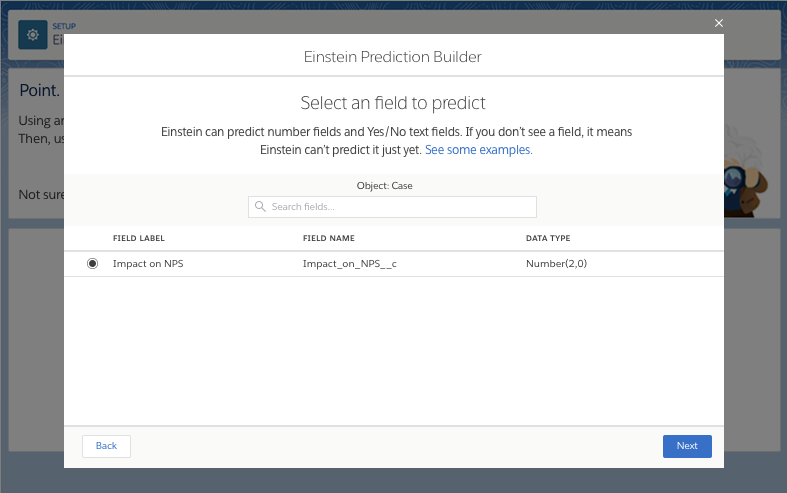 SETUP
Ei
Point.
Using ar
Then, us
Not sure
Einstein Prediction Builder
Select an field to predict
Einstein can predict number fields and Yes/No text fields. If you don't see a field, it means
Einstein can't predict it just yet. See some examples.
Object: Case
Search fields...
FIELD LABEL FIELD NAME DATA TYPE
Impact on NPS Impact_on_NPS__c Number(2,0)
Back Next